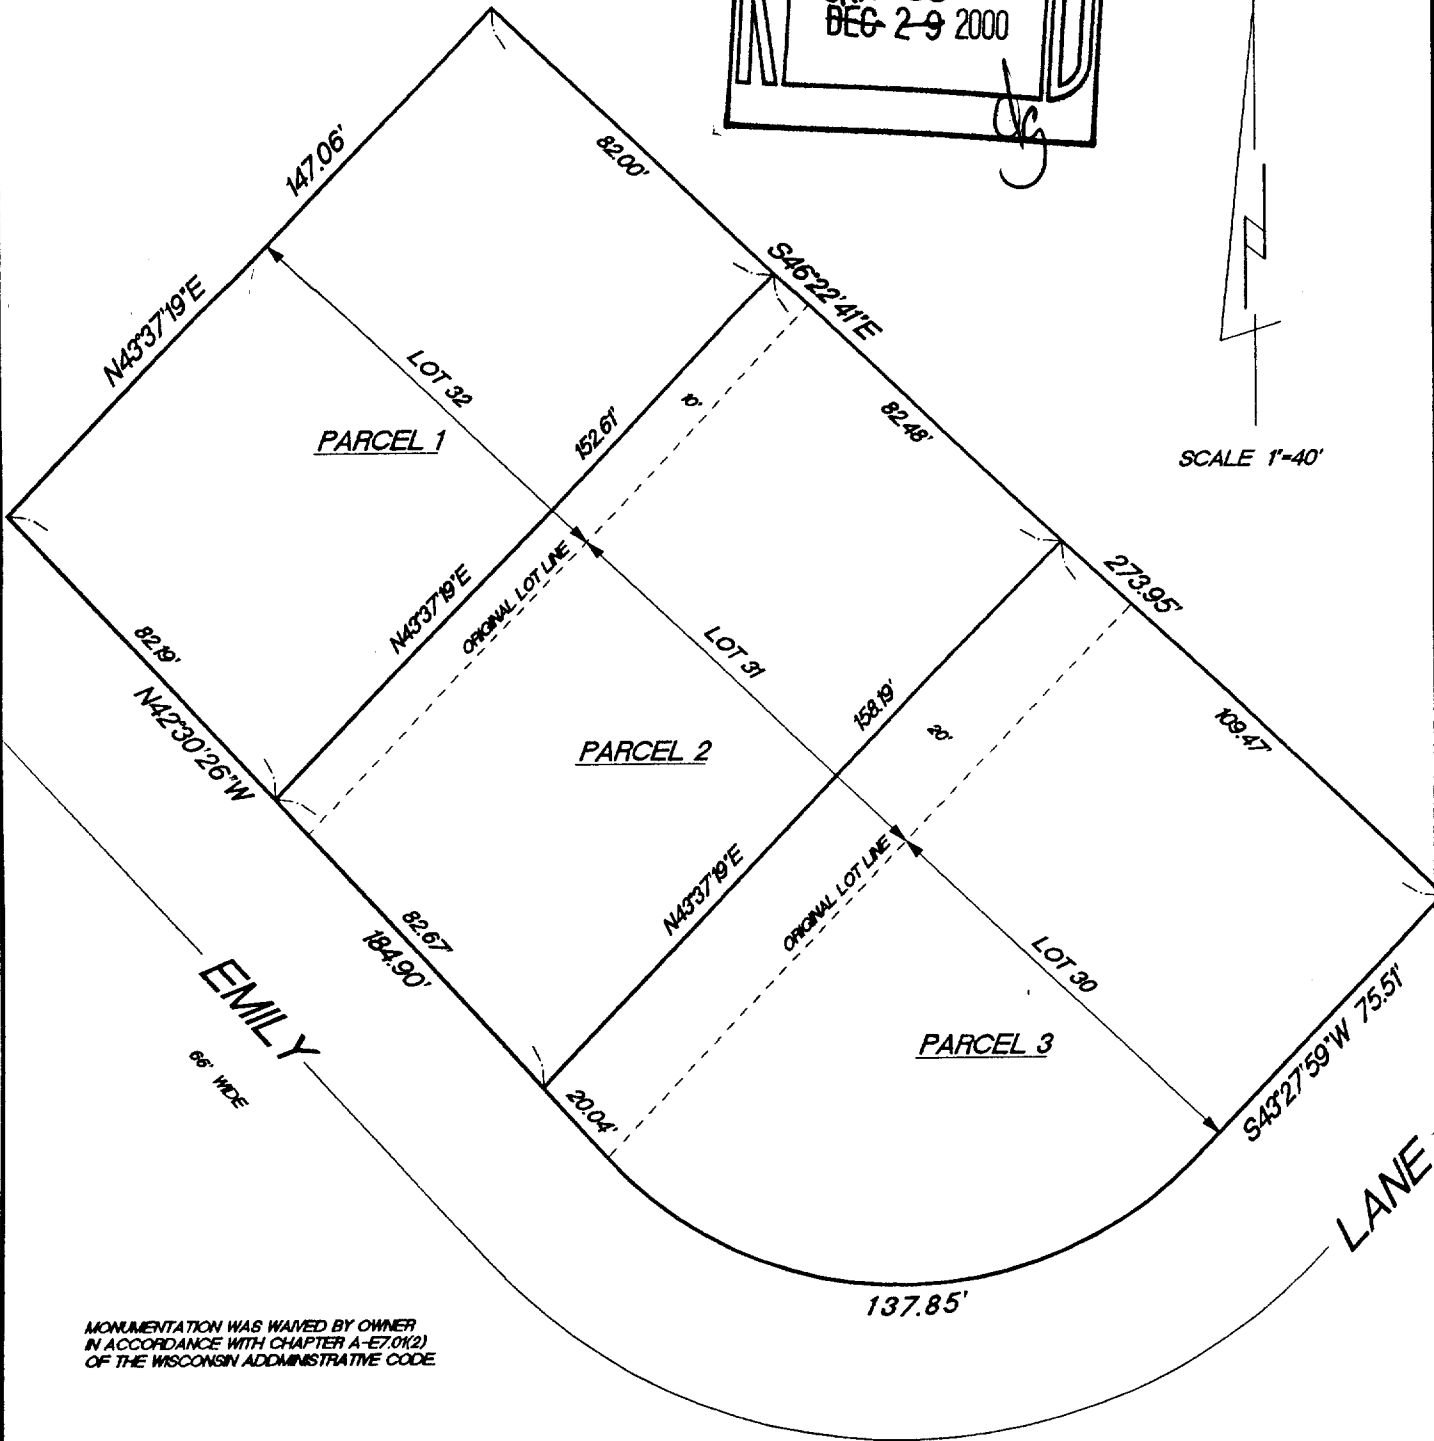 DEC 2 9 2000
dg
147.06'
82.00'
N43°37'19"E
S46°22'41"E
LOT 32
PARCEL 1
152.61'
10'
82.48'
SCALE 1"=40'
N43°37'19"E
ORIGINAL LOT LINE
273.95'
82.19'
N42°30'26"W
LOT 31
158.19'
20'
109.47'
PARCEL 2
N43°37'19"E
ORIGINAL LOT LINE
82.67'
184.90'
LOT 30
EMILY
66' WIDE
PARCEL 3
S43°27'59"W 75.51'
20.04'
LANE
137.85'
MONUMENTATION WAS WAIVED BY OWNER
IN ACCORDANCE WITH CHAPTER A-E7.01(2)
OF THE WISCONSIN ADDMINISTRATIVE CODE.